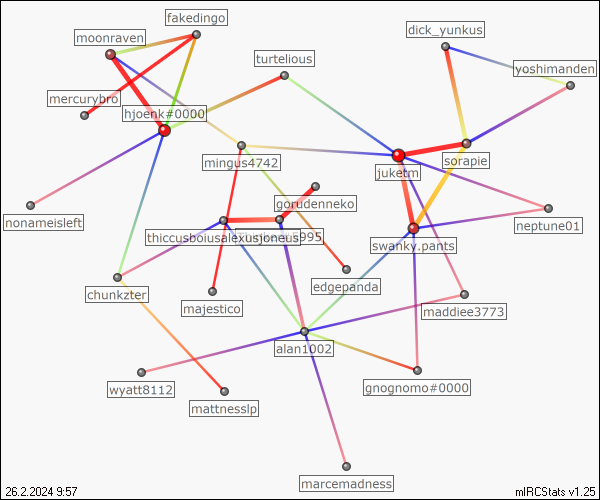 fakedingo
moonraven
dick_yunkus
turtelious
yoshimanden
mercurybro
hjoenk#0000
mingus4742
sorapie
juketm
gorudenneko
nonameisleft
neptune01
thiccusboiusalexusjoneus
swanky.pants
edgepanda
chunkzter
majestico
maddiee3773
alan1002
wyatt8112
gnognomo#0000
mattnesslp
marcemadness
26.2.2024 9:57
mIRCStats v1.25